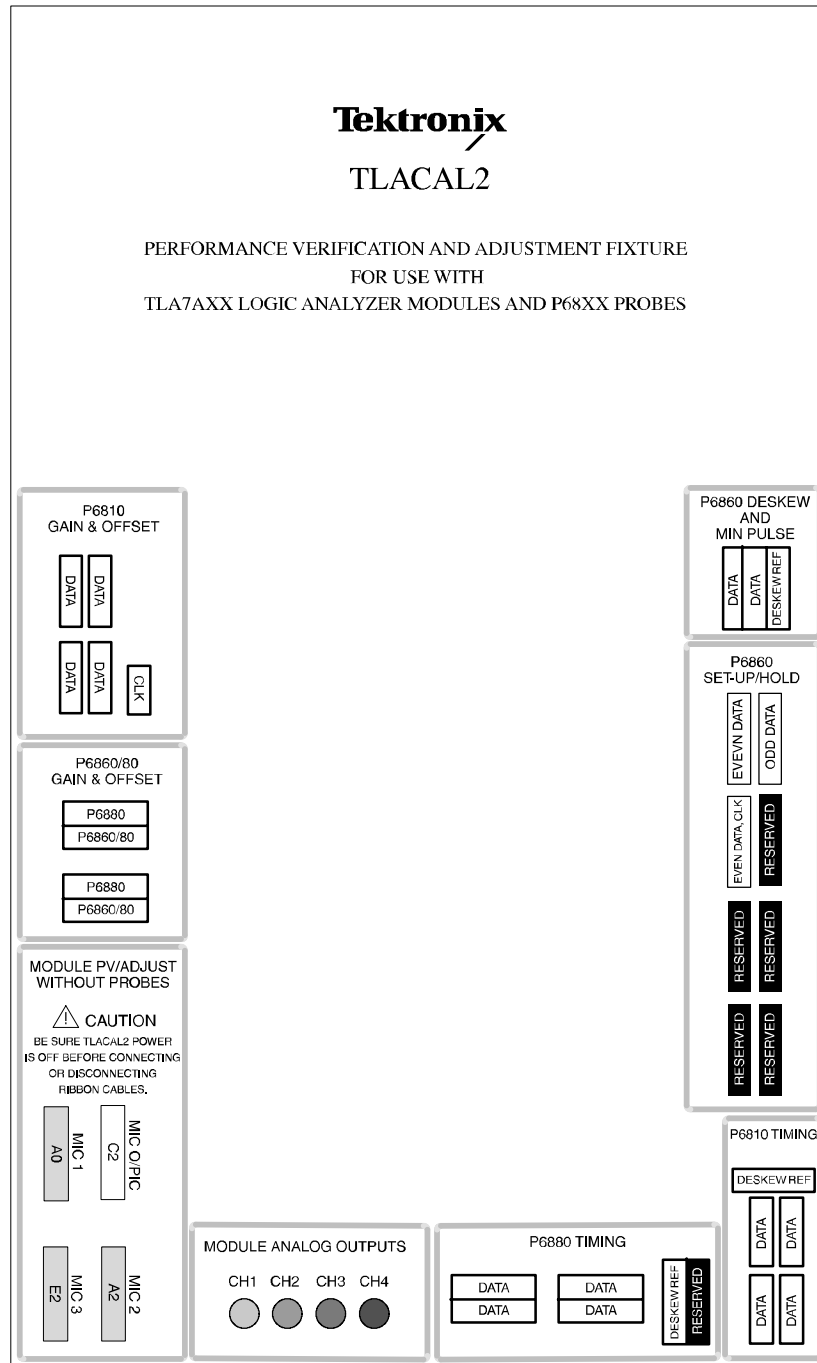 Tektronix
TLACAL2
PERFORMANCE VERIFICATION AND ADJUSTMENT FIXTURE
FOR USE WITH
TLA7AXX LOGIC ANALYZER MODULES AND P68XX PROBES
P6810
GAIN & OFFSET
DATA
DATA
DATA
DATA
CLK
P6860/80
GAIN & OFFSET
P6880
P6860/80
P6880
P6860/80
MODULE PV/ADJUST
WITHOUT PROBES
CAUTION
BE SURE TLACAL2 POWER
IS OFF BEFORE CONNECTING
OR DISCONNECTING
RIBBON CABLES.
A0
MIC 1
C2
MIC O/PIC
E2
MIC 3
A2
MIC 2
MODULE ANALOG OUTPUTS
CH1 CH2 CH3 CH4
P6880 TIMING
DATA
DATA
DATA
DATA
DESKEW REF
RESERVED
P6860 DESKEW
AND
MIN PULSE
DATA
DATA
DESKEW REF
P6860
SET-UP/HOLD
EVEVN DATA
ODD DATA
EVEN DATA, CLK
RESERVED
RESERVED
RESERVED
RESERVED
RESERVED
P6810 TIMING
DESKEW REF
DATA
DATA
DATA
DATA